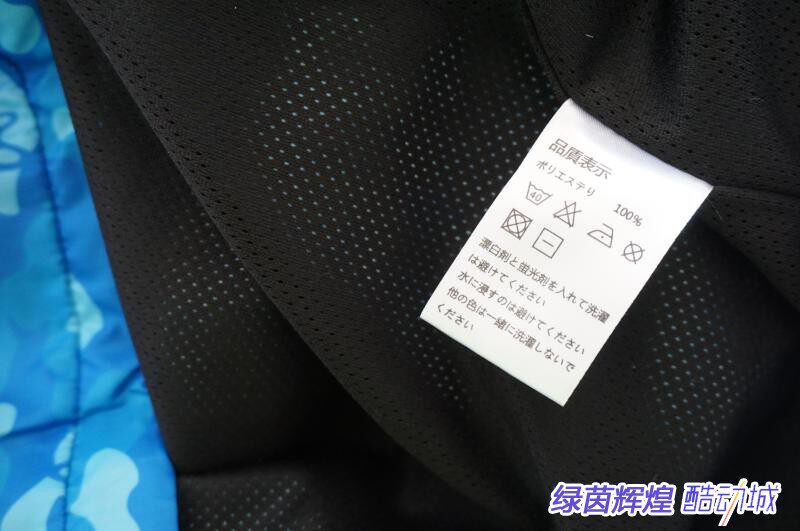 品質表示
ポリエステり 100%
40
漂白剤と蛍光剤を入れて洗濯
は避けてください
水に浸すのは避けてください
他の色は一緒に洗濯しないで
ください
绿茵辉煌 酷动城